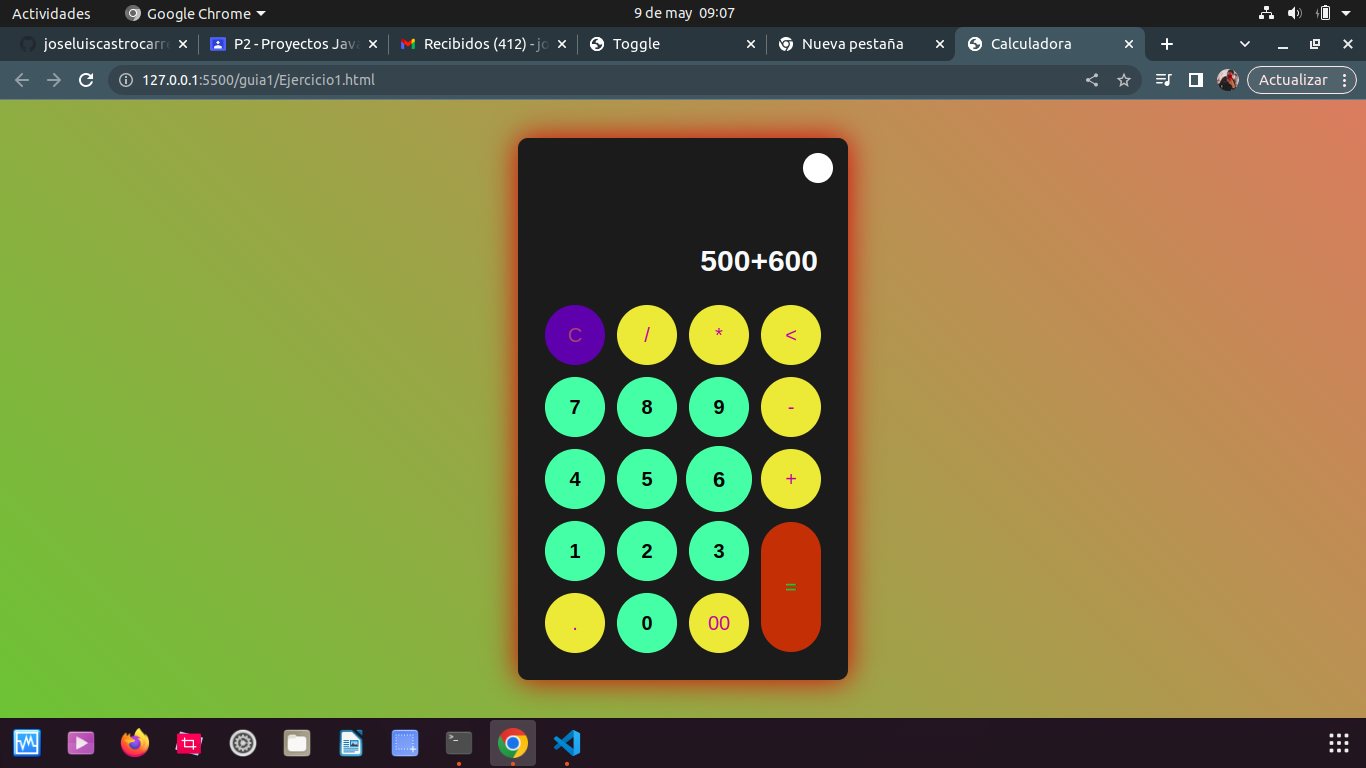 Actividades Google Chrome 9 de may 09:07
joseluiscastrocarre P2 - Proyectos Java Recibidos (412) - jo Toggle Nueva pestaña Calculadora
127.0.0.1:5500/guia1/Ejercicio1.html Actualizar
500+600
C / * <
7 8 9 -
4 5 6 +
1 2 3 =
. 0 00